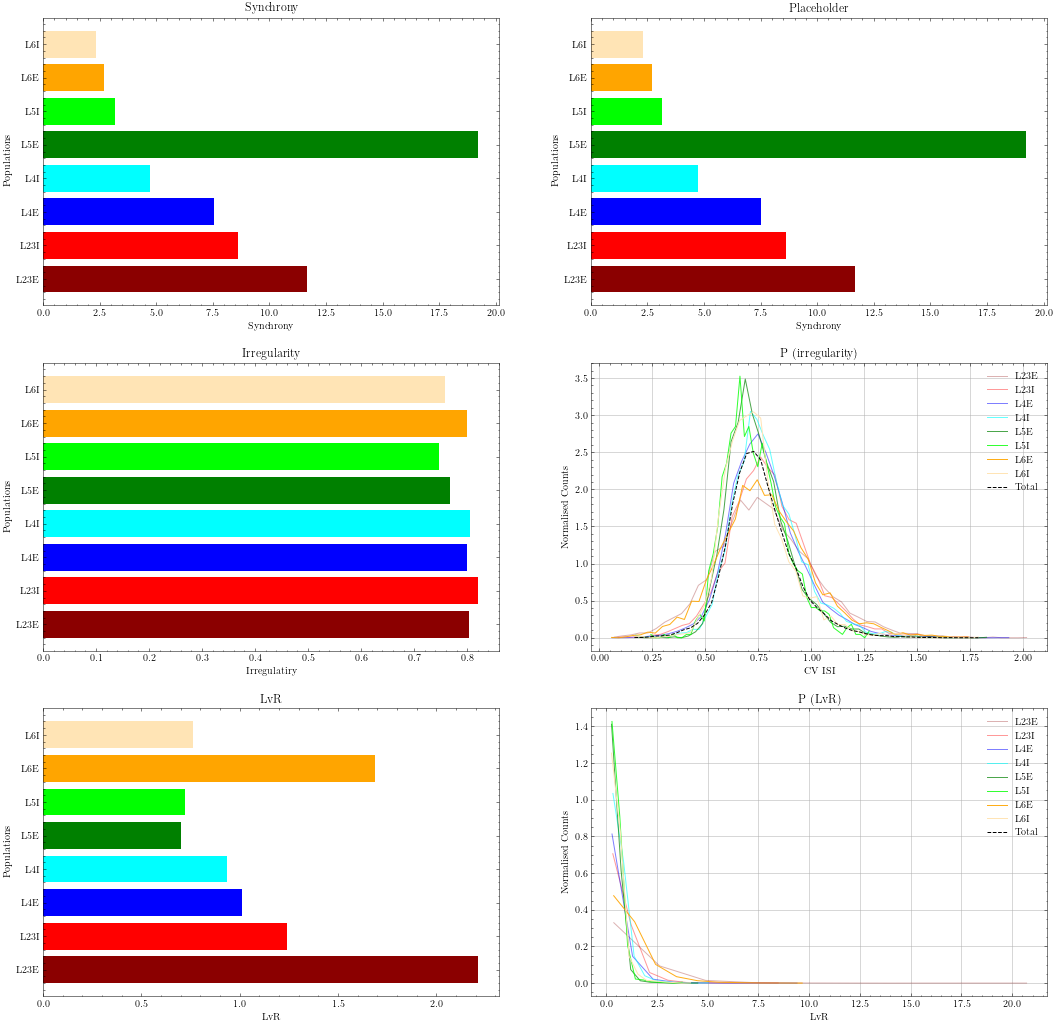 Synchrony
Populations
L6I
L6E
L5I
L5E
L4I
L4E
L23I
L23E
0.0 2.5 5.0 7.5 10.0 12.5 15.0 17.5 20.0
Synchrony
Placeholder
Populations
L6I
L6E
L5I
L5E
L4I
L4E
L23I
L23E
0.0 2.5 5.0 7.5 10.0 12.5 15.0 17.5 20.0
Synchrony
Irregularity
Populations
L6I
L6E
L5I
L5E
L4I
L4E
L23I
L23E
0.0 0.1 0.2 0.3 0.4 0.5 0.6 0.7 0.8
Irregulatiry
P (irregularity)
Normalised Counts
3.5
3.0
2.5
2.0
1.5
1.0
0.5
0.0
L23E
L23I
L4E
L4I
L5E
L5I
L6E
L6I
Total
0.00 0.25 0.50 0.75 1.00 1.25 1.50 1.75 2.00
CV ISI
LvR
Populations
L6I
L6E
L5I
L5E
L4I
L4E
L23I
L23E
0.0 0.5 1.0 1.5 2.0
LvR
P (LvR)
Normalised Counts
1.4
1.2
1.0
0.8
0.6
0.4
0.2
0.0
L23E
L23I
L4E
L4I
L5E
L5I
L6E
L6I
Total
0.0 2.5 5.0 7.5 10.0 12.5 15.0 17.5 20.0
LvR